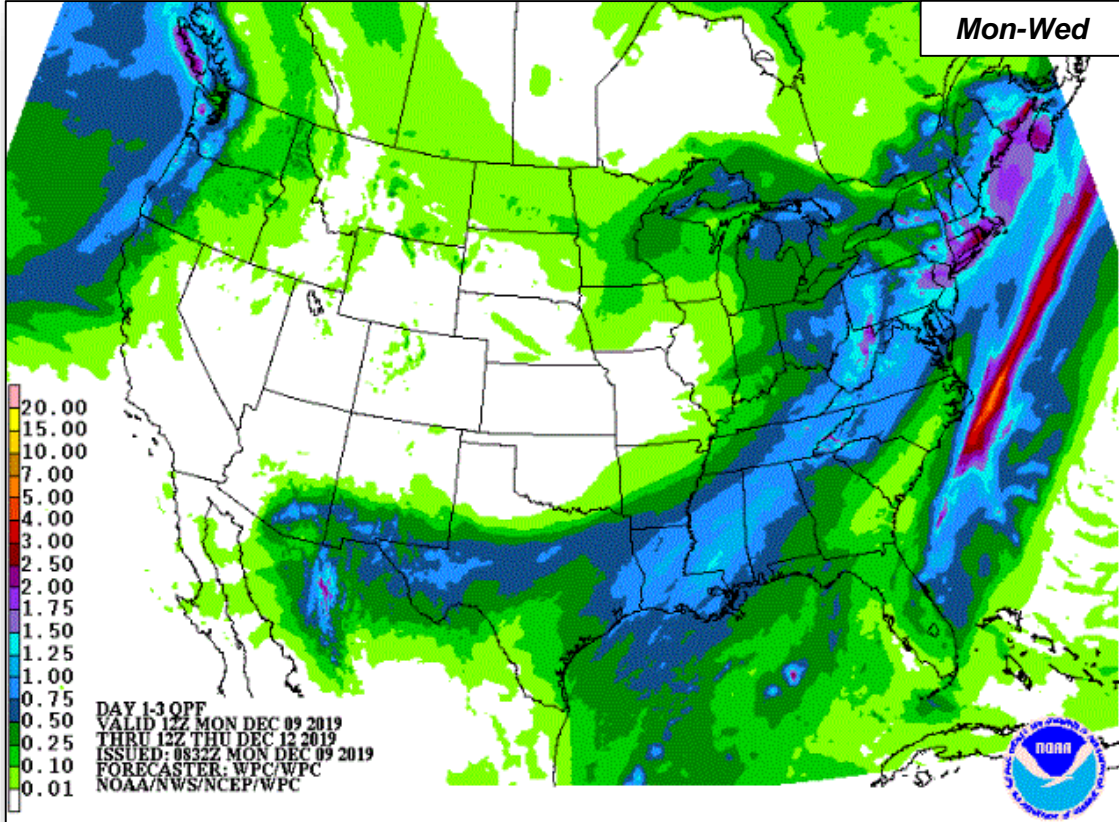 Mon-Wed
20.00
15.00
10.00
7.00
5.00
4.00
3.00
2.50
2.00
1.75
1.50
1.25
1.00
0.75
0.50
0.25
0.10
0.01
DAY 1-3 QPF
VALID 12Z MON DEC 09 2019
THRU 12Z THU DEC 12 2019
ISSUED: 0832Z MON DEC 09 2019
FORECASTER: WPC/WPC
NOAA/NWS/NCEP/WPC
NOAA